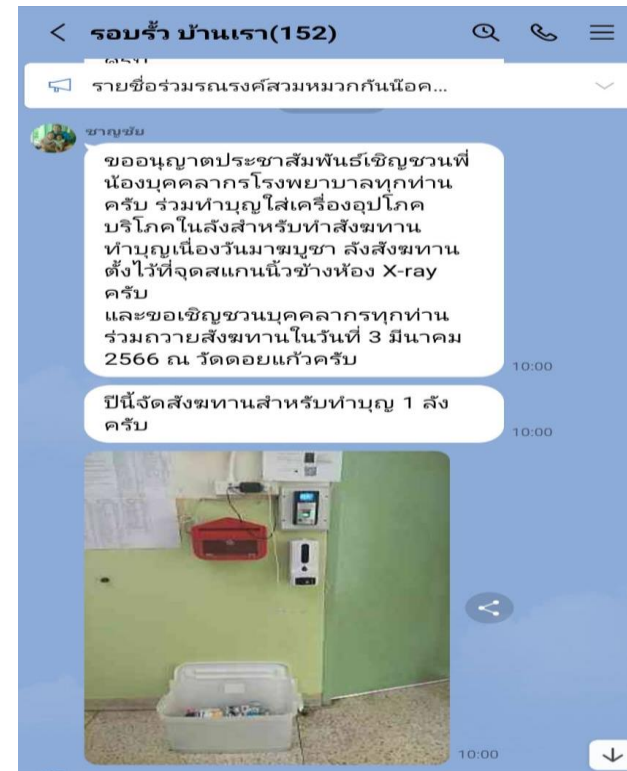 รอบรั้ว บ้านเรา(152)
รายชื่อร่วมรณรงค์สวมหมวกกันน๊อค...
ชาญชัย
ขออนุญาตประชาสัมพันธ์เชิญชวนพี่
น้องบุคคลากรโรงพยาบาลทุกท่าน
ครับ ร่วมทำบุญใส่เครื่องอุปโภค
บริโภคในลังสำหรับทำสังฆทาน
ทำบุญเนื่องวันมาฆบูชา ลังสังฆทาน
ตั้งไว้ที่จุดสแกนนิ้วข้างห้อง X-ray
ครับ
และขอเชิญชวนบุคคลากรทุกท่าน
ร่วมถวายสังฆทานในวันที่ 3 มีนาคม
2566 ณ วัดดอยแก้วครับ
10:00
ปีนี้จัดสังฆทานสำหรับทำบุญ 1 ลัง
ครับ
10:00
10:00